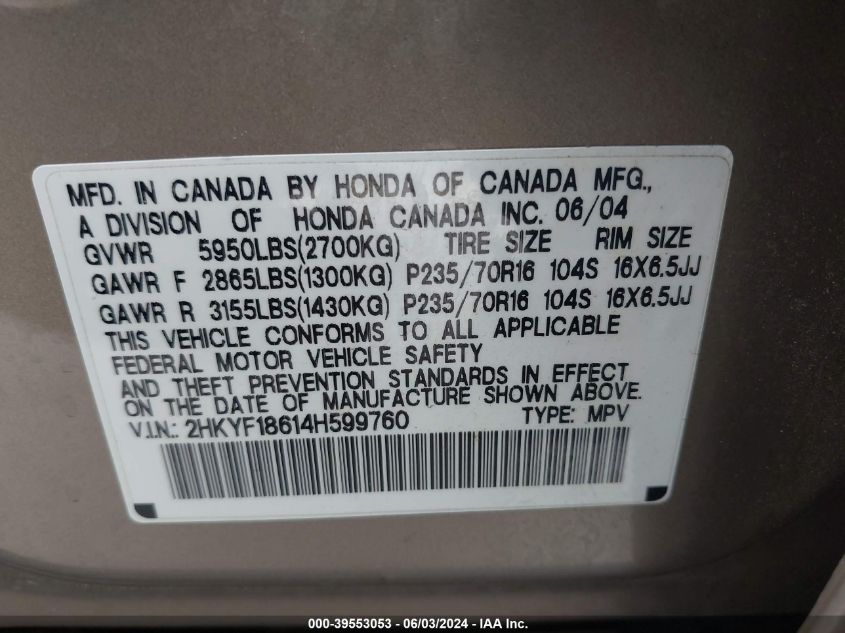 MFD. IN CANADA BY HONDA OF CANADA MFG.,
A DIVISION OF HONDA CANADA INC. 06/04
GVWR 5950LBS(2700KG) TIRE SIZE RIM SIZE
GAWR F 2865LBS(1300KG) P235/70R16 104S 16X6.5JJ
GAWR R 3155LBS(1430KG) P235/70R16 104S 16X6.5JJ
THIS VEHICLE CONFORMS TO ALL APPLICABLE
FEDERAL MOTOR VEHICLE SAFETY
AND THEFT PREVENTION STANDARDS IN EFFECT
ON THE DATE OF MANUFACTURE SHOWN ABOVE.
V.I.N.: 2HKYF18614H599760 TYPE: MPV
000-39553053 - 06/03/2024 - IAA Inc.